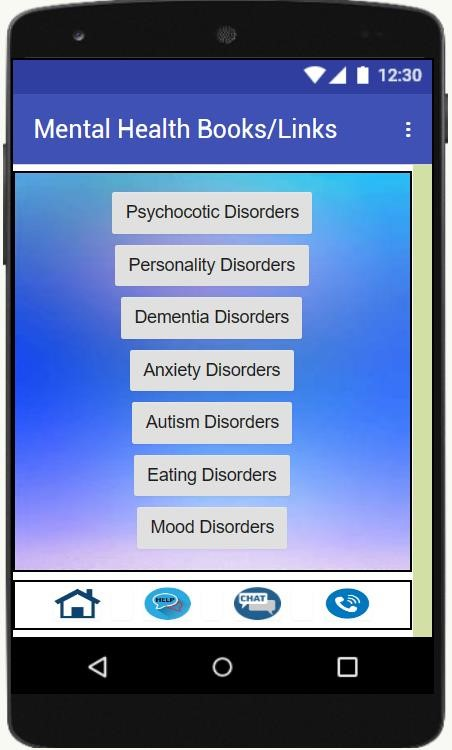 12:30
Mental Health Books/Links
Psychocotic Disorders
Personality Disorders
Dementia Disorders
Anxiety Disorders
Autism Disorders
Eating Disorders
Mood Disorders
HELP CHAT